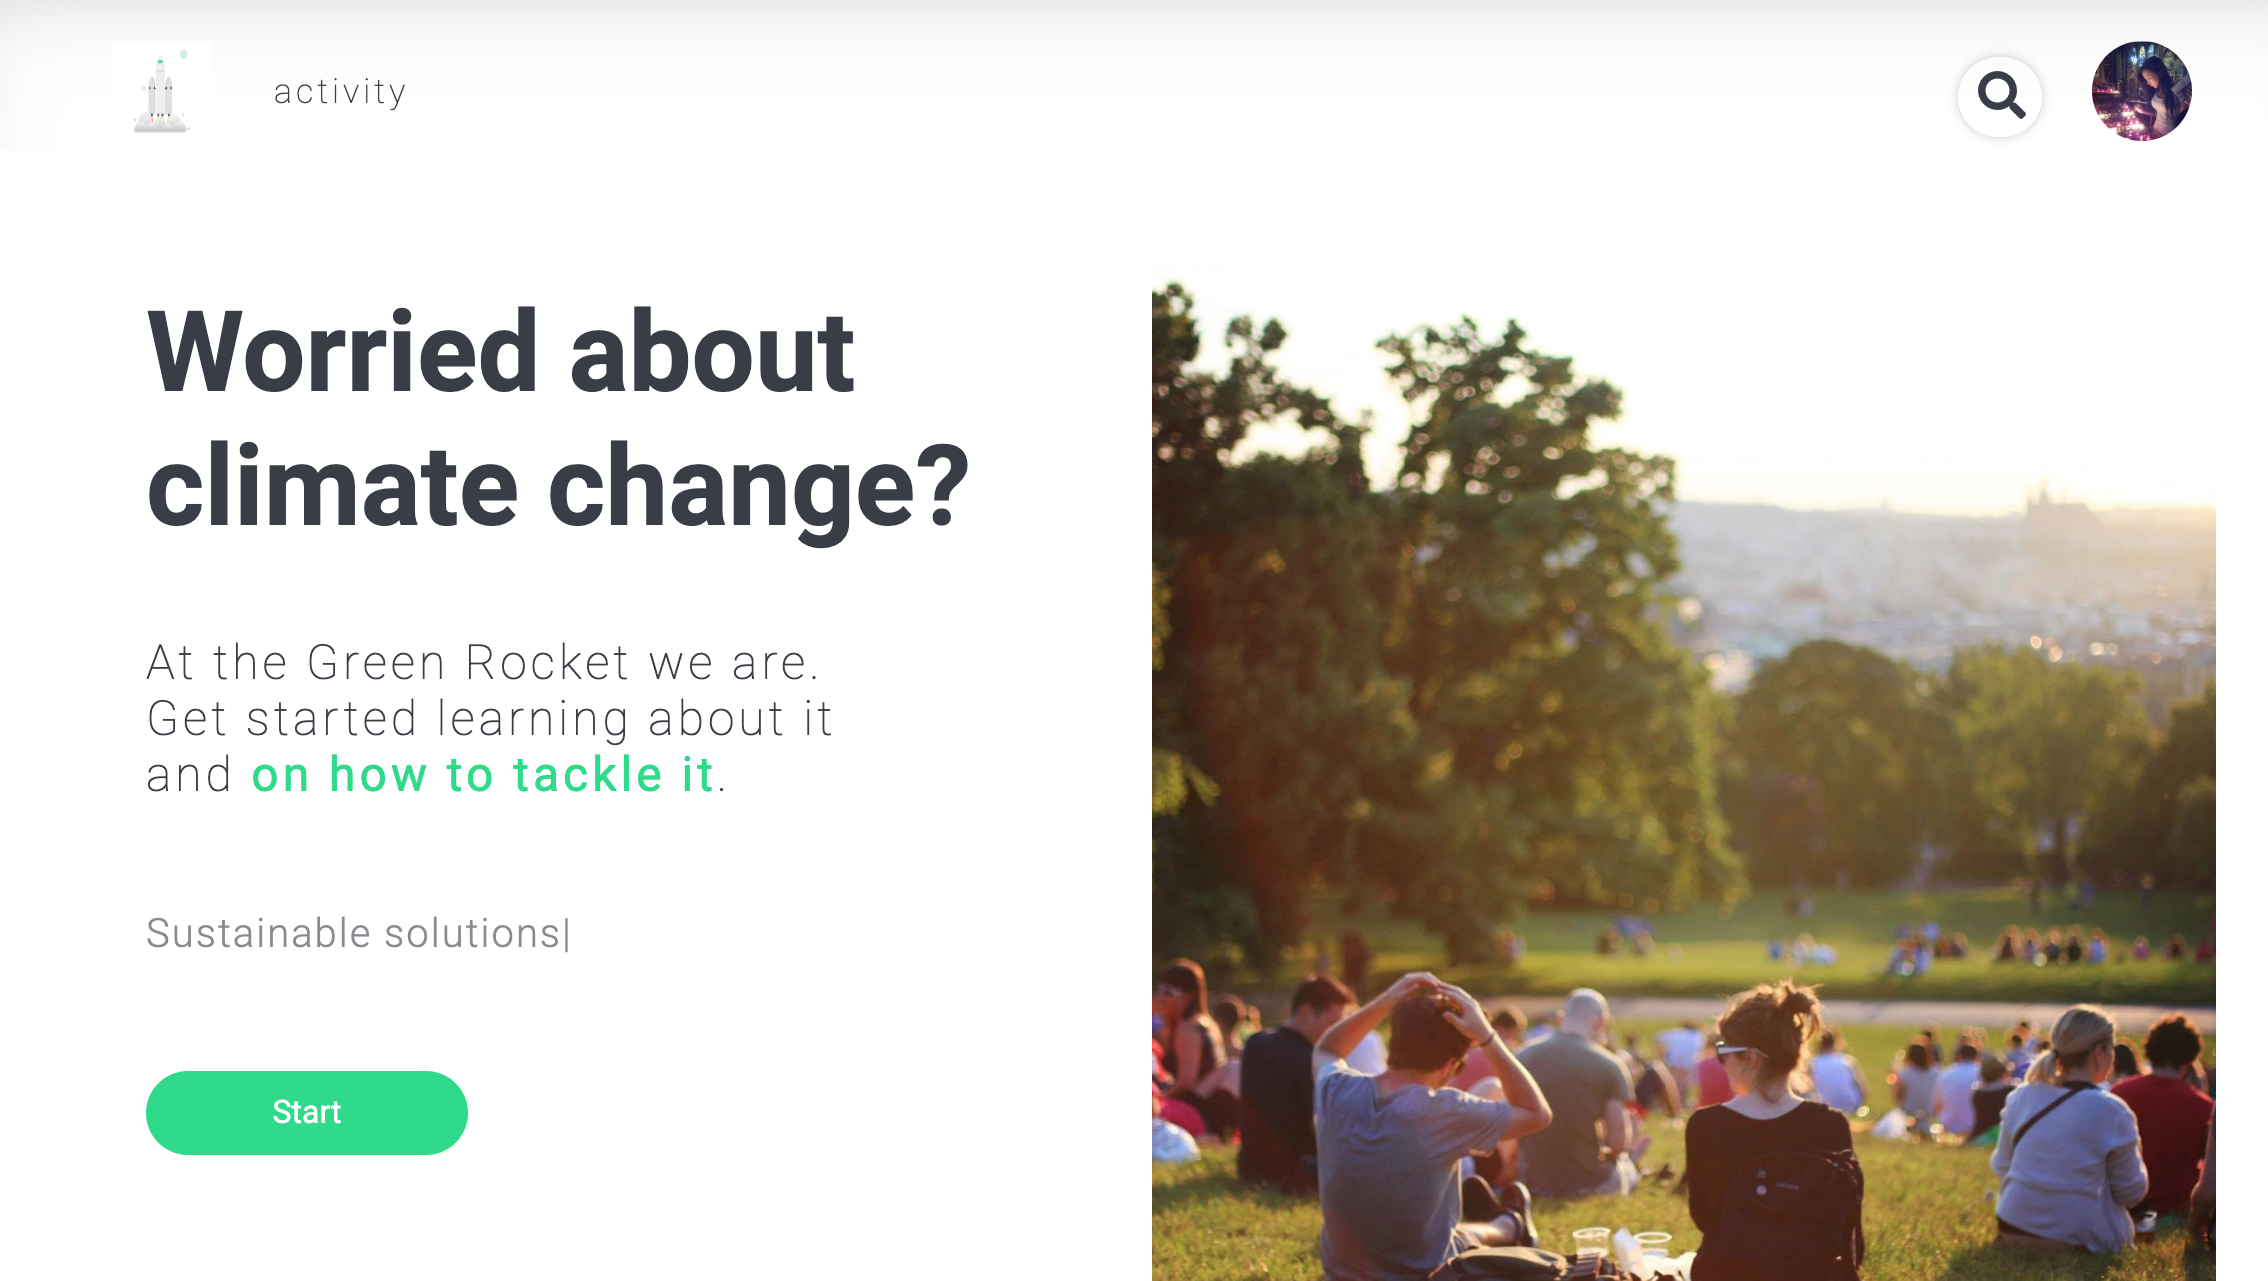 activity
Worried about
climate change?
At the Green Rocket we are.
Get started learning about it
and on how to tackle it.
Sustainable solutions|
Start